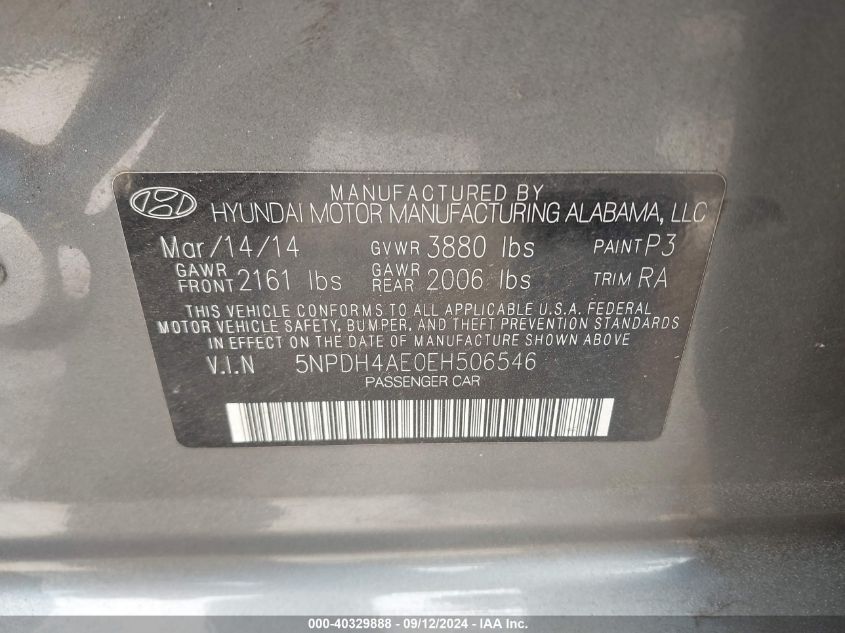 MANUFACTURED BY
HYUNDAI MOTOR MANUFACTURING ALABAMA, LLC
Mar/14/14 GVWR 3880 lbs PAINT P3
GAWR FRONT 2161 lbs GAWR REAR 2006 lbs TRIM RA
THIS VEHICLE CONFORMS TO ALL APPLICABLE U.S.A. FEDERAL
MOTOR VEHICLE SAFETY, BUMPER, AND THEFT PREVENTION STANDARDS
IN EFFECT ON THE DATE OF MANUFACTURE SHOWN ABOVE
V.I.N 5NPDH4AE0EH506546
PASSENGER CAR
000-40329888 - 09/12/2024 - 1266534775